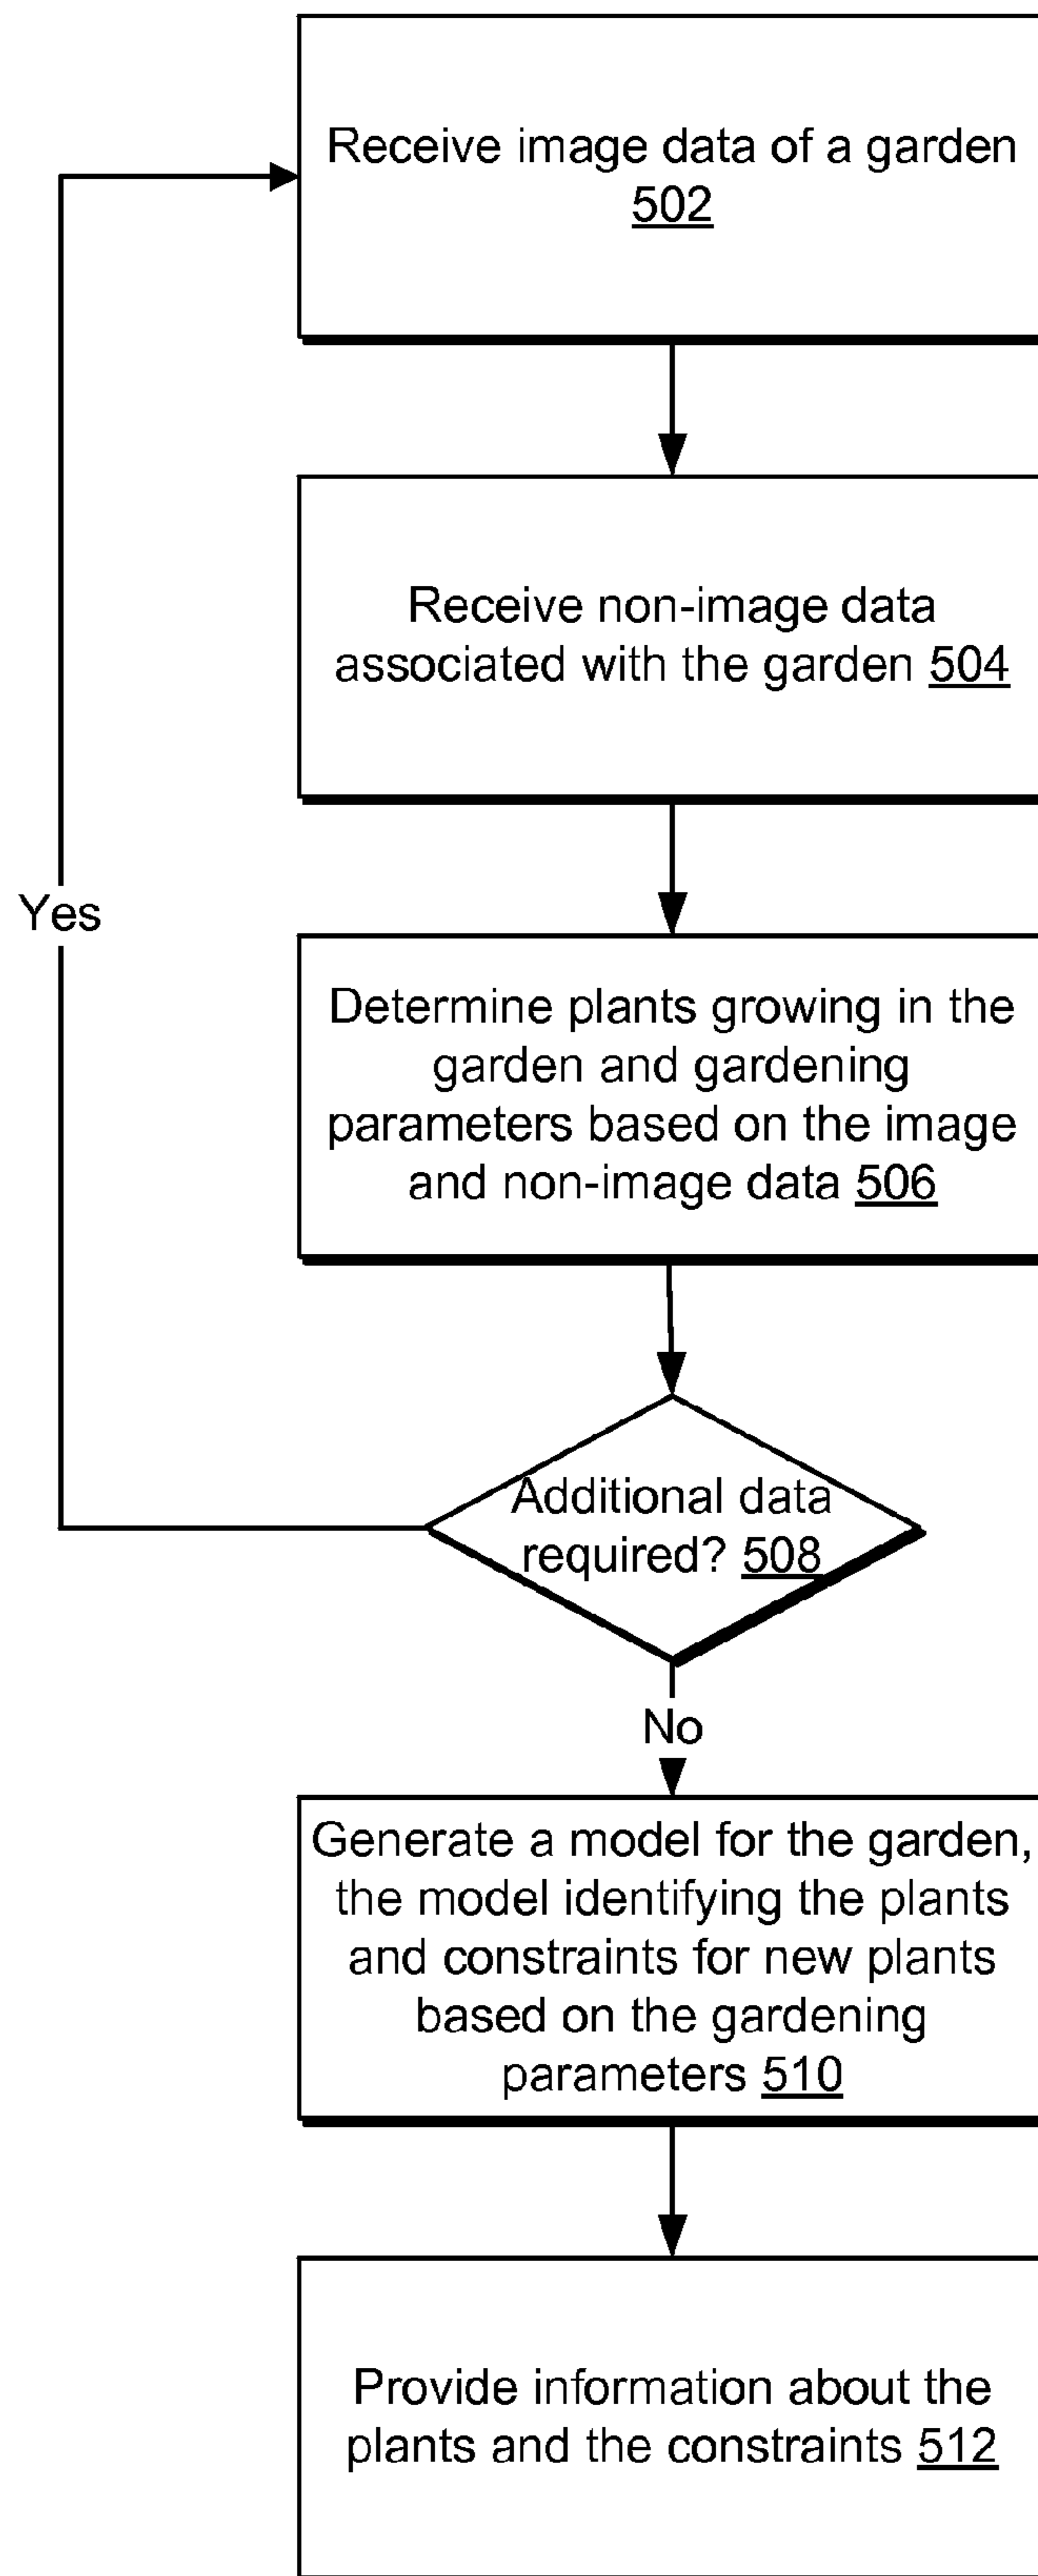 Receive image data of a garden
502
Receive non-image data
associated with the garden 504
Determine plants growing in the
garden and gardening
parameters based on the image
and non-image data 506
Yes
Additional data
required? 508
No
Generate a model for the garden,
the model identifying the plants
and constraints for new plants
based on the gardening
parameters 510
Provide information about the
plants and the constraints 512